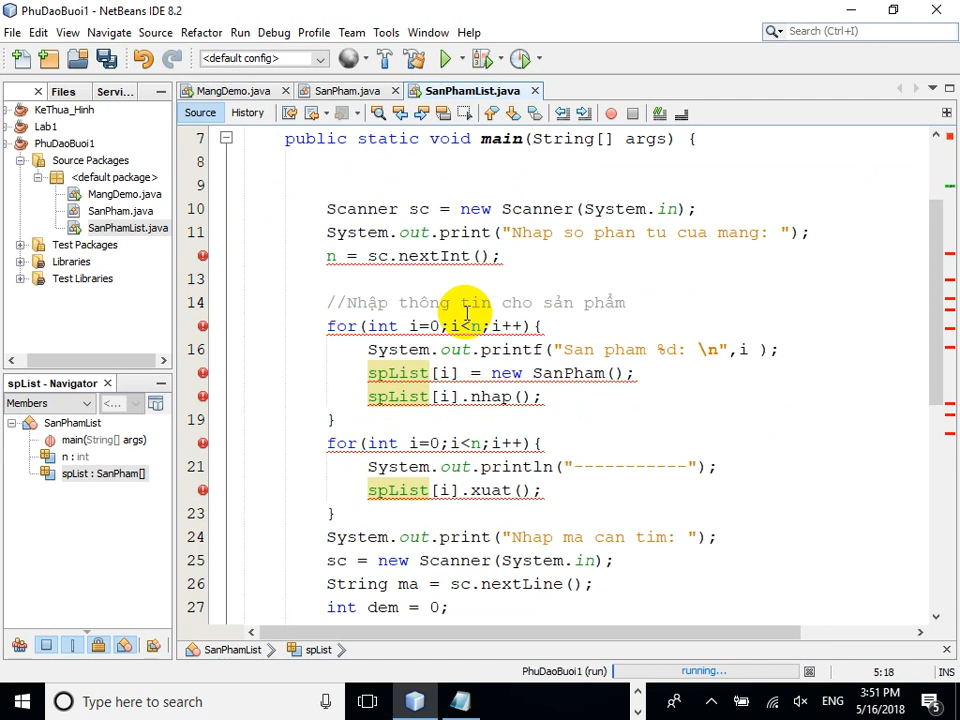 PhuDaoBuoi1 - NetBeans IDE 8.2
File Edit View Navigate Source Refactor Run Debug Profile Team Tools Window Help
<default config>
Search (Ctrl+I)
Files Servi...
MangDemo.java SanPham.java SanPhamList.java
Source History
KeThua_Hinh
Lab1
PhuDaoBuoi1
Source Packages
<default package>
MangDemo.java
SanPham.java
SanPhamList.java
Test Packages
Libraries
Test Libraries
spList - Navigator
Members <...
SanPhamList
main(String[] args)
n : int
spList : SanPham[]
7 public static void main(String[] args) {
8
9
10 Scanner sc = new Scanner(System.in);
11 System.out.print("Nhap so phan tu cua mang: ");
n = sc.nextInt();
13
14 //Nhập thông tin cho sản phẩm
for(int i=0;i<n;i++){
16 System.out.printf("San pham %d: \n",i );
spList[i] = new SanPham();
spList[i].nhap();
19 }
for(int i=0;i<n;i++){
21 System.out.println("-----------");
spList[i].xuat();
23 }
24 System.out.print("Nhap ma can tim: ");
25 sc = new Scanner(System.in);
26 String ma = sc.nextLine();
27 int dem = 0;
SanPhamList spList
PhuDaoBuoi1 (run) running... 5:18 INS
Type here to search
ENG
3:51 PM
5/16/2018
5